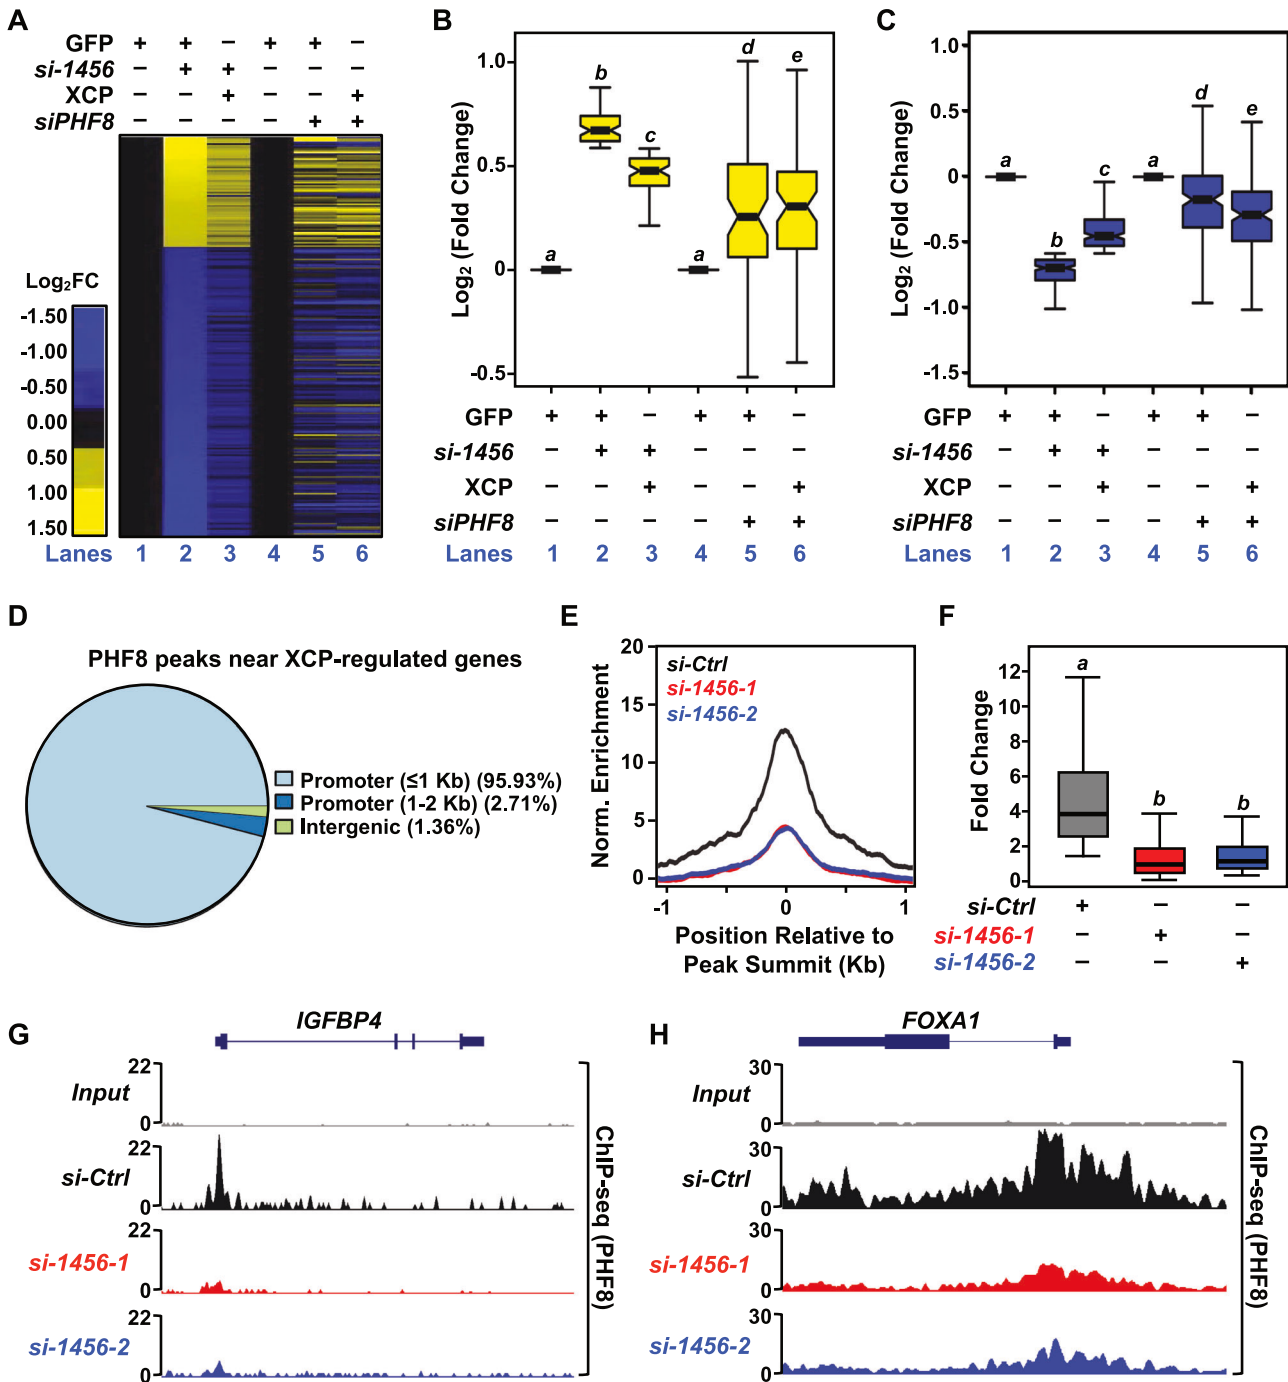 A
GFP + + – + + –
si-1456 – + + – – –
XCP – – + – – +
siPHF8 – – – – + +
Log₂FC
-1.50
-1.00
-0.50
0.00
0.50
1.00
1.50
Lanes 1 2 3 4 5 6
B
Log₂ (Fold Change)
1.0
0.5
0
-0.5
a b c a d e
GFP + + – + + –
si-1456 – + + – – –
XCP – – + – – +
siPHF8 – – – – + +
Lanes 1 2 3 4 5 6
C
Log₂ (Fold Change)
1.0
0.5
0
-0.5
-1.0
-1.5
a b c a d e
GFP + + – + + –
si-1456 – + + – – –
XCP – – + – – +
siPHF8 – – – – + +
Lanes 1 2 3 4 5 6
D
PHF8 peaks near XCP-regulated genes
Promoter (≤1 Kb) (95.93%)
Promoter (1-2 Kb) (2.71%)
Intergenic (1.36%)
E
Norm. Enrichment
20
15
10
5
0
si-Ctrl
si-1456-1
si-1456-2
-1 0 1
Position Relative to
Peak Summit (Kb)
F
Fold Change
12
10
8
6
4
2
0
a b b
si-Ctrl + – –
si-1456-1 – + –
si-1456-2 – – +
G
IGFBP4
Input
22
0
si-Ctrl
22
0
si-1456-1
22
0
si-1456-2
22
0
ChIP-seq (PHF8)
H
FOXA1
Input
30
0
si-Ctrl
30
0
si-1456-1
30
0
si-1456-2
30
0
ChIP-seq (PHF8)